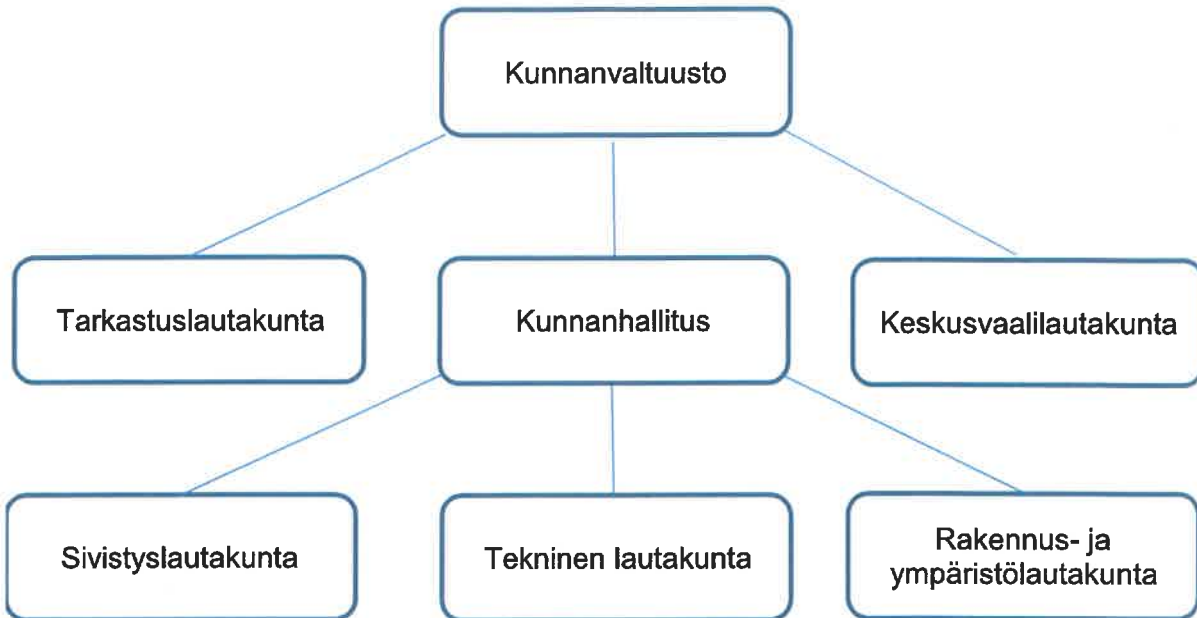 Kunnanvaltuusto
Tarkastuslautakunta
Kunnanhallitus
Keskusvaalilautakunta
Sivistyslautakunta
Tekninen lautakunta
Rakennus- ja
ympäristölautakunta